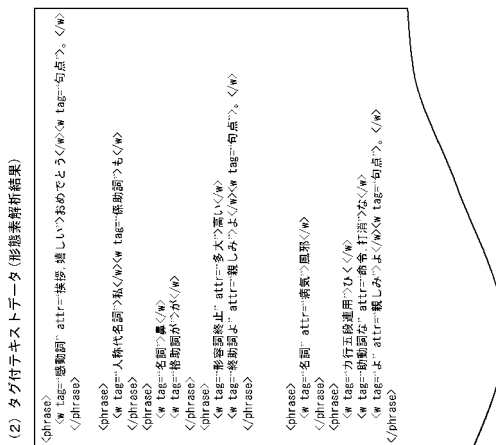 (2) タグ付テキストデータ(形態素解析結果)
<phrase>
<w tag="感動詞" attr="挨拶,嬉しい">おめでとう</w><w tag="句点">。</w>
</phrase>
<phrase>
<w tag="人称代名詞">私</w><w tag="係助詞">も</w>
<phrase>
<w tag="名詞">鼻</w>
<w tag="格助詞が">が</w>
</phrase>
<phrase>
<w tag="形容詞終止" attr="多大">高い</w>
<w tag="終助詞よ" attr="親しみ">よ</w><w tag="句点">。</w>
</phrase>
<phrase>
<w tag="名詞" attr="病気">風邪</w>
<phrase>
<w tag="カ行五段連用">ひく</w>
<w tag="助動詞な" attr="命令,打消">な</w>
<w tag="よ" attr="親しみ">よ</w><w tag="句点">。</w>
</phrase>